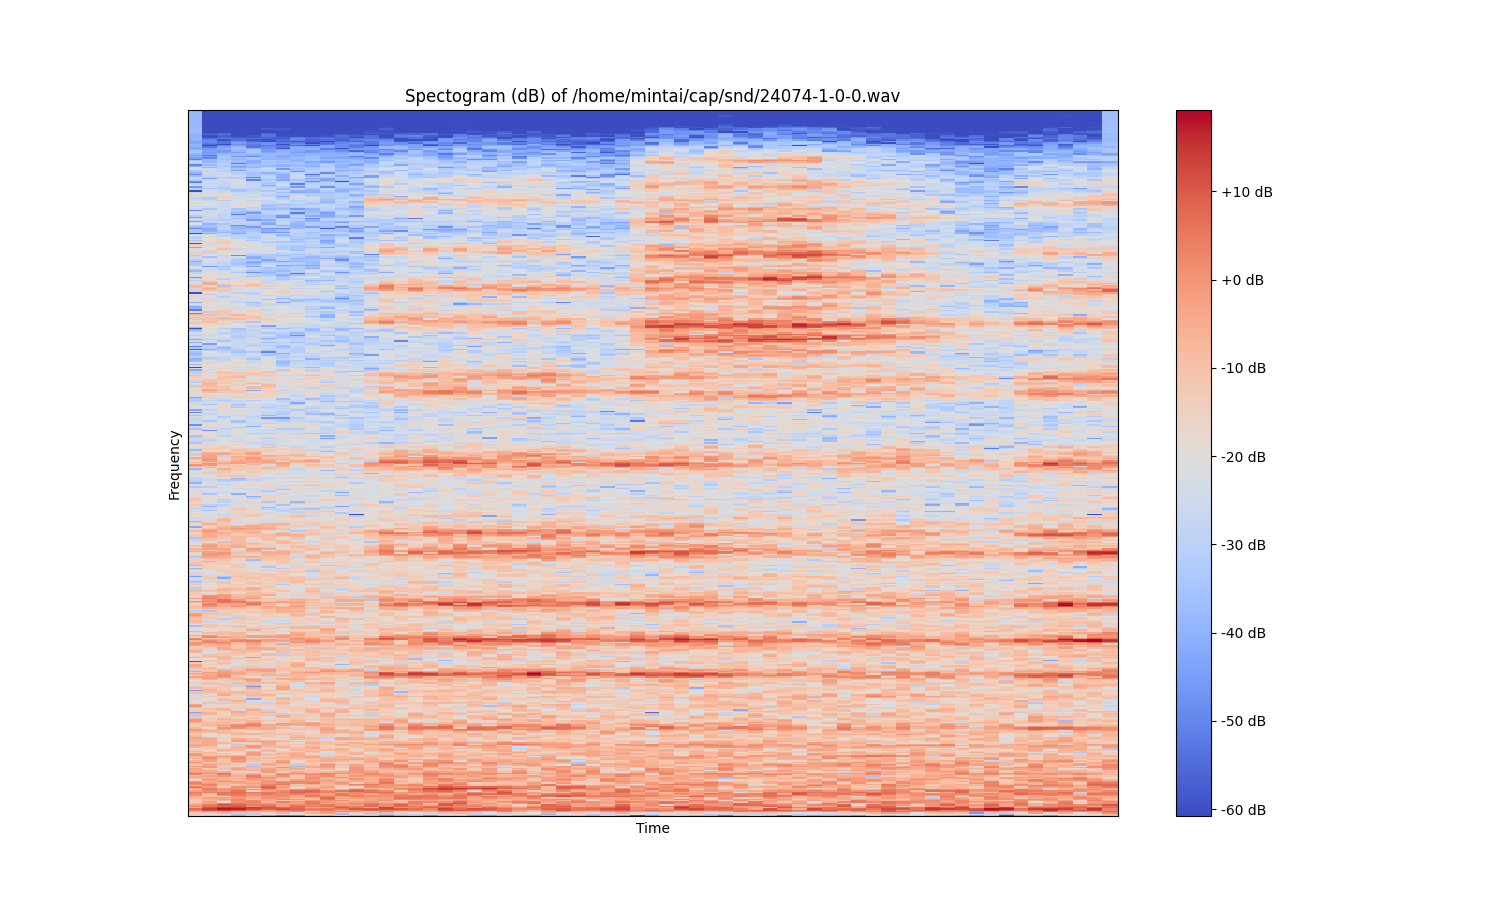 Spectogram (dB) of /home/mintai/cap/snd/24074-1-0-0.wav
Frequency
Time
+10 dB
+0 dB
-10 dB
-20 dB
-30 dB
-40 dB
-50 dB
-60 dB